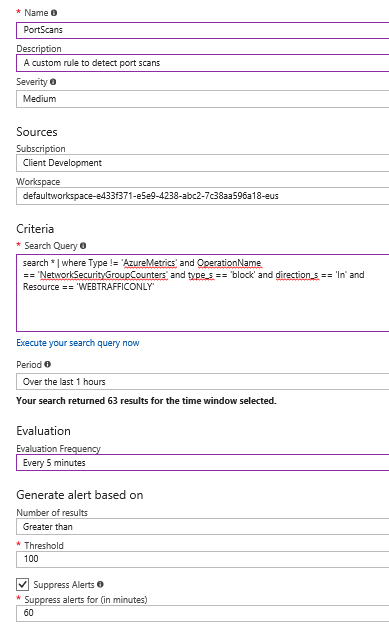 * Name
PortScans
Description
A custom rule to detect port scans
Severity
Medium
Sources
Subscription
Client Development
Workspace
defaultworkspace-e433f371-e5e9-4238-abc2-7c38aa596a18-eus
Criteria
* Search Query
search * | where Type != 'AzureMetrics' and OperationName
== 'NetworkSecurityGroupCounters' and type_s == 'block' and direction_s == 'In' and
Resource == 'WEBTRAFFICONLY'
Execute your search query now
Period
Over the last 1 hours
Your search returned 63 results for the time window selected.
Evaluation
Evaluation Frequency
Every 5 minutes
Generate alert based on
Number of results
Greater than
* Threshold
100
Suppress Alerts
* Suppress alerts for (in minutes)
60